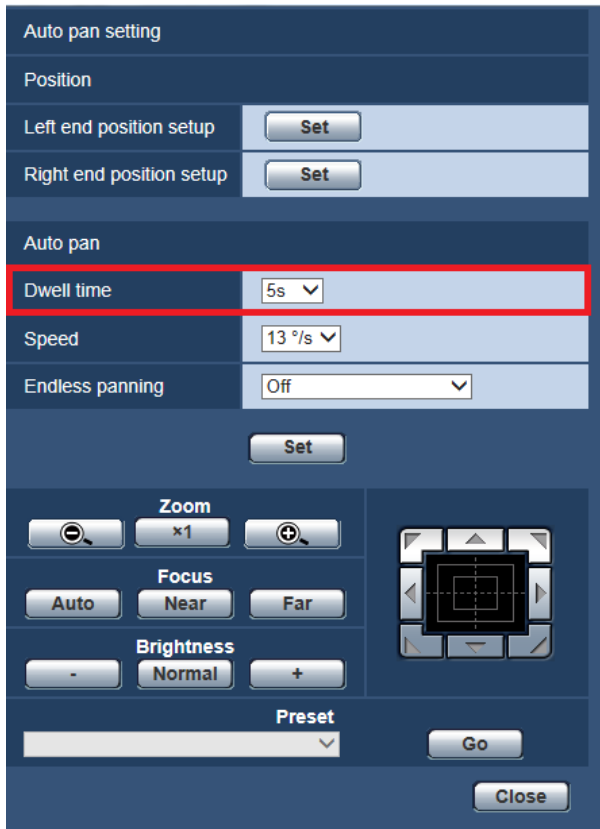 Auto pan setting
Position
Left end position setup Set
Right end position setup Set
Auto pan
Dwell time 5s
Speed 13 °/s
Endless panning Off
Set
Zoom
×1
Focus
Auto Near Far
Brightness
- Normal +
Preset
Go
Close